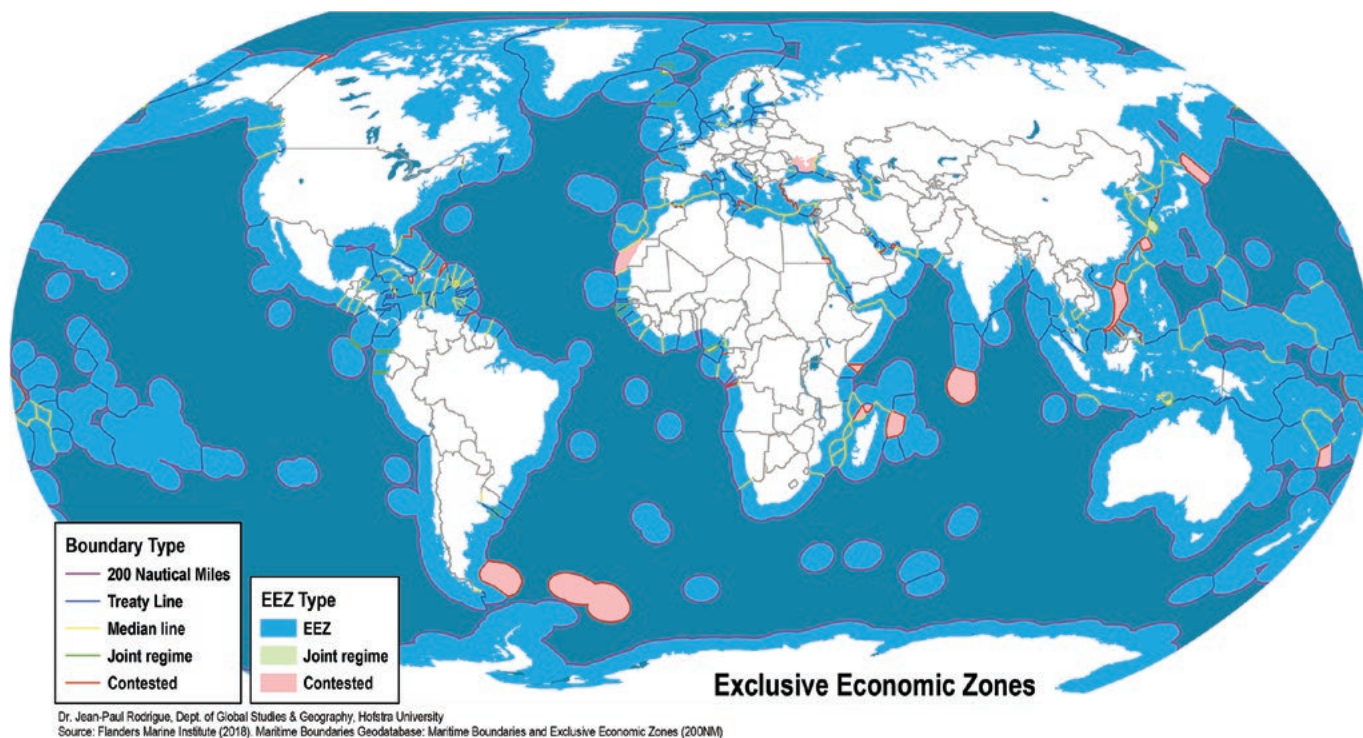 Boundary Type
200 Nautical Miles
Treaty Line
Median line
Joint regime
Contested
EEZ Type
EEZ
Joint regime
Contested
Exclusive Economic Zones
Dr. Jean-Paul Rodrigue, Dept. of Global Studies & Geography, Hofstra University
Source: Flanders Marine Institute (2018). Maritime Boundaries Geodatabase: Maritime Boundaries and Exclusive Economic Zones (200NM)